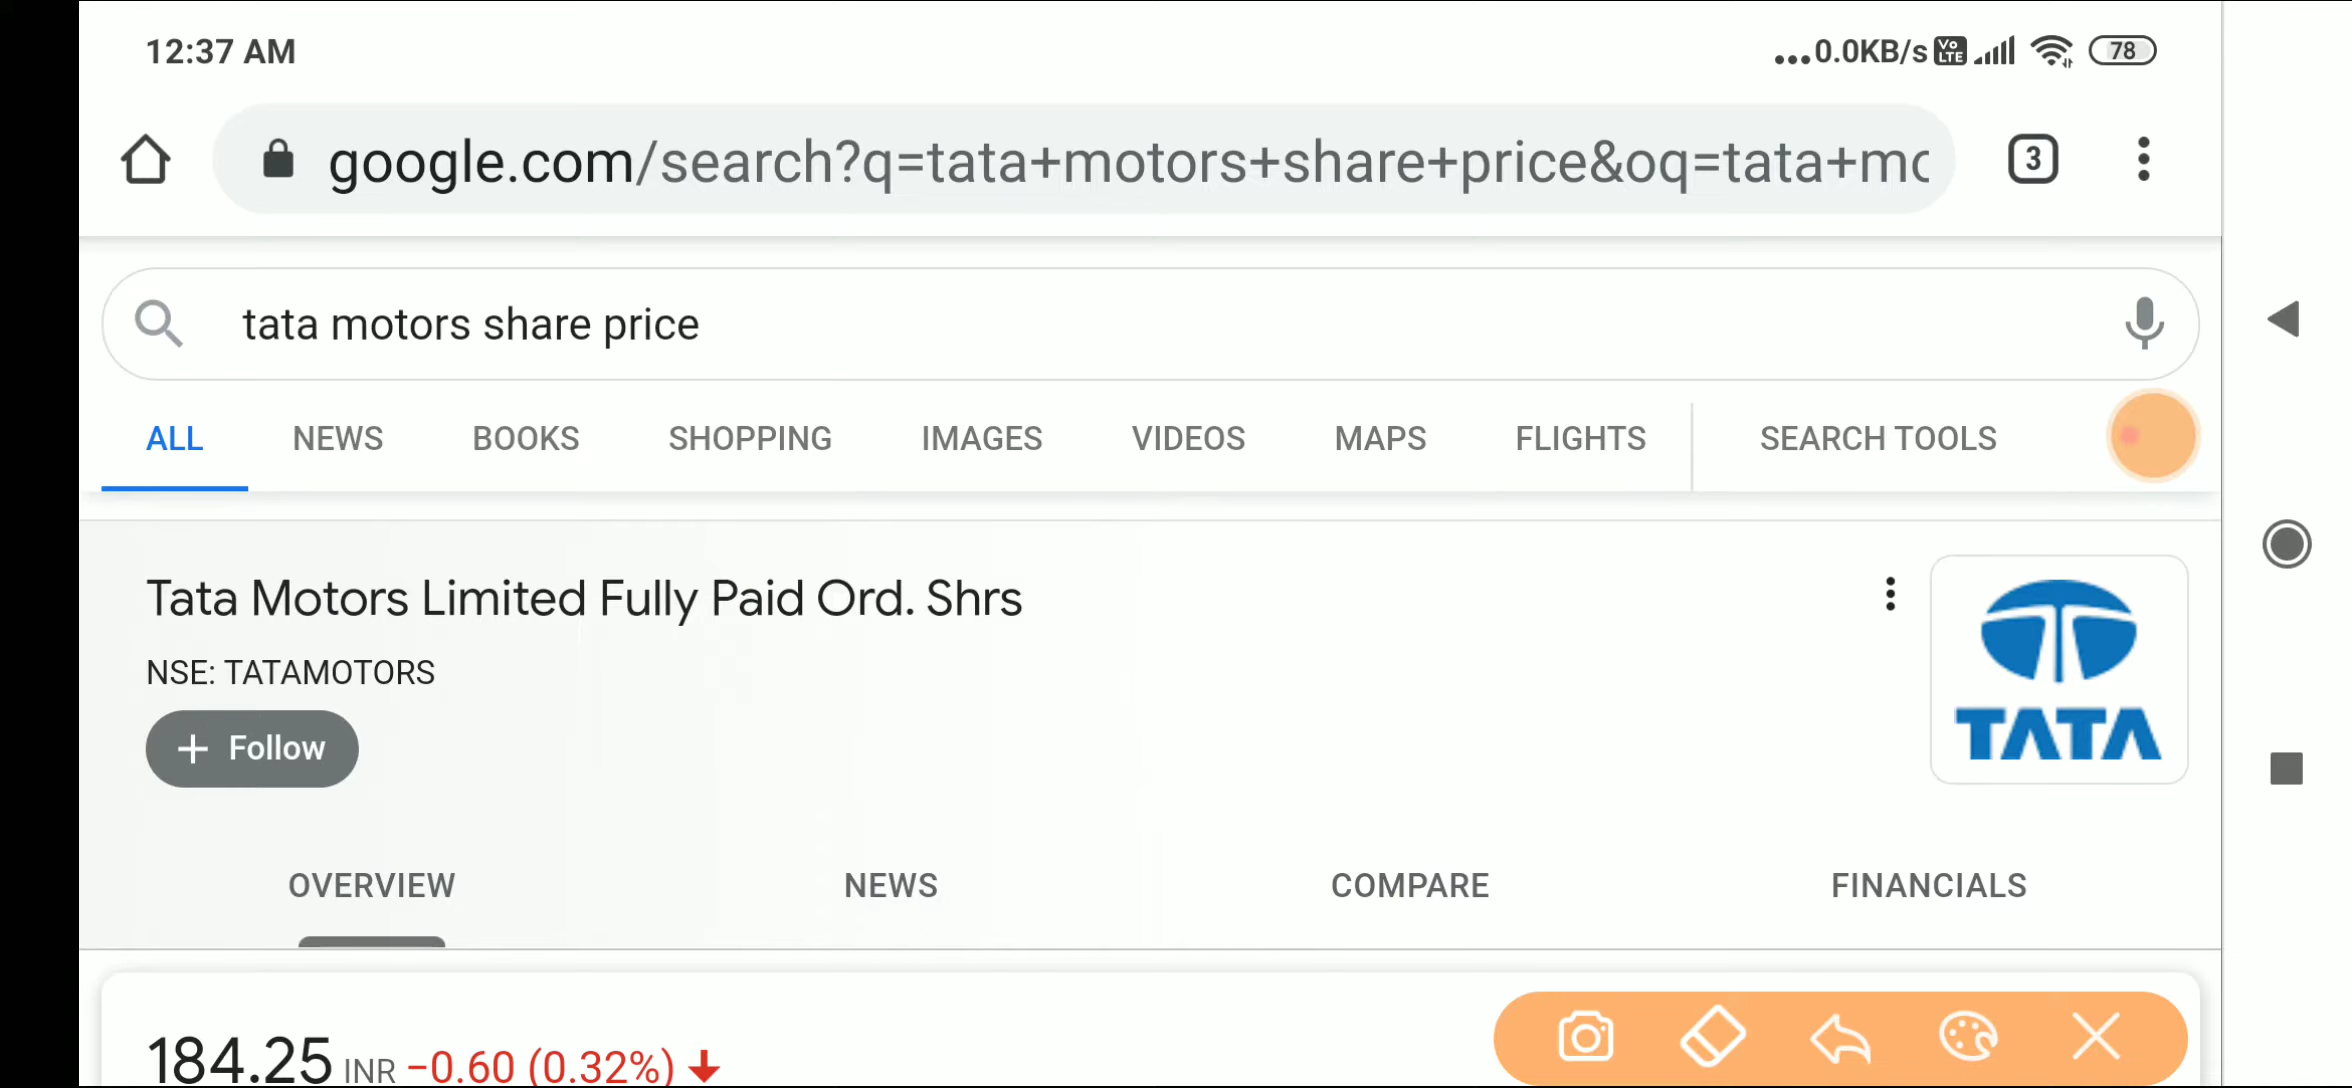 12:37 AM
...0.0KB/s Vo LTE 78
google.com/search?q=tata+motors+share+price&oq=tata+mc
3
tata motors share price
ALL NEWS BOOKS SHOPPING IMAGES VIDEOS MAPS FLIGHTS SEARCH TOOLS
Tata Motors Limited Fully Paid Ord. Shrs
NSE: TATAMOTORS
+ Follow
TATA
OVERVIEW NEWS COMPARE FINANCIALS
184.25 INR −0.60 (0.32%)